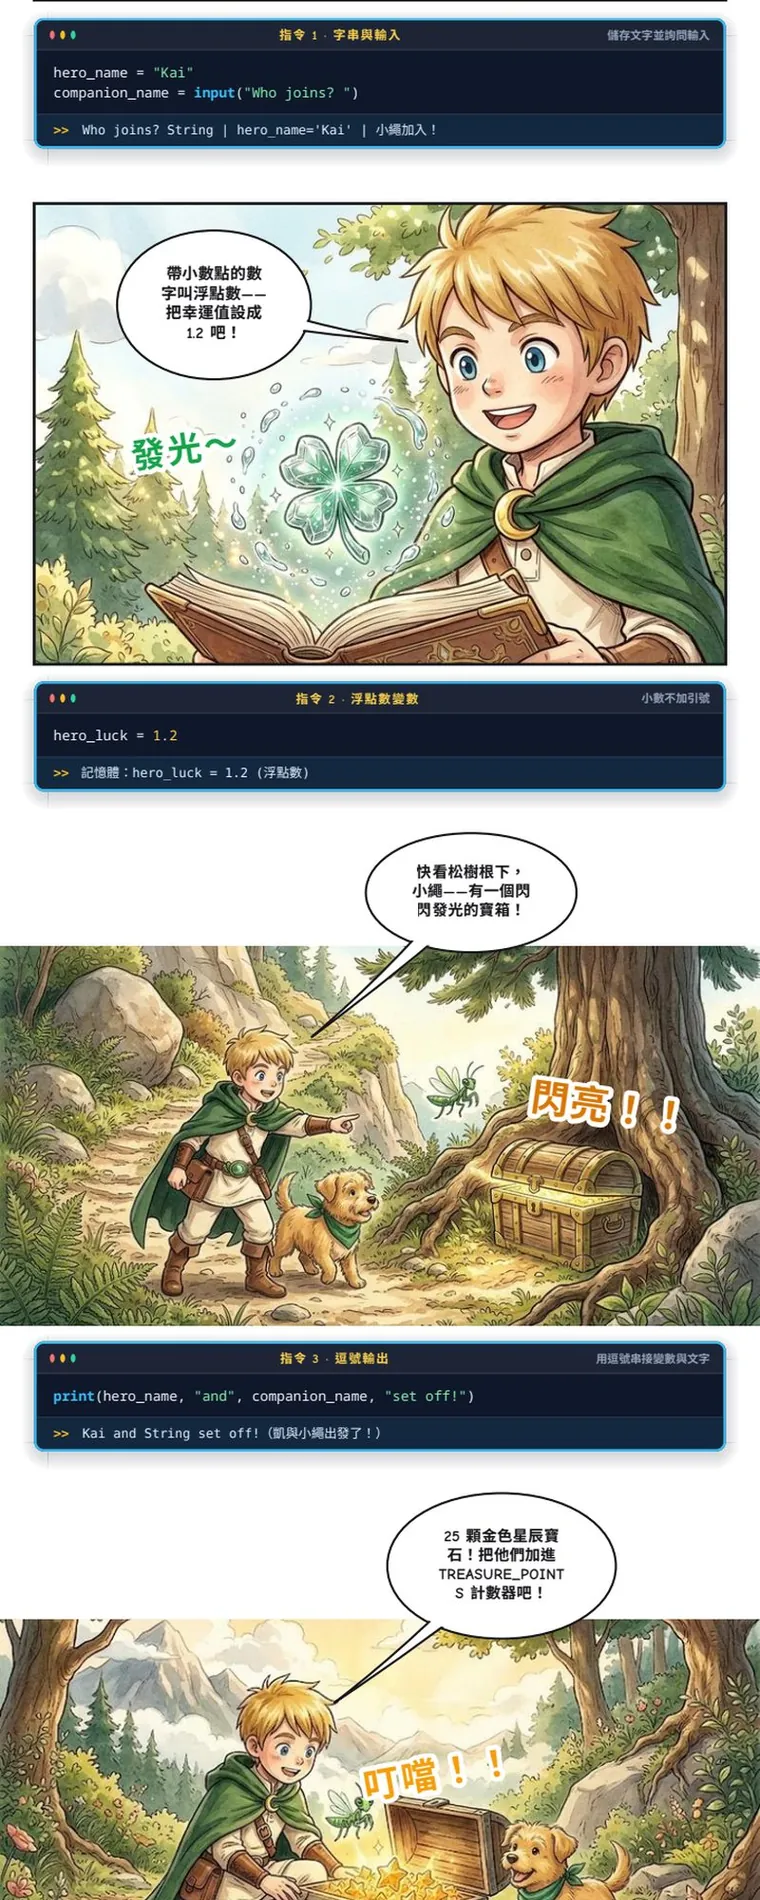 指令 1 · 字串與輸入
儲存文字並詢問輸入
hero_name = "Kai"
companion_name = input("Who joins? ")
>> Who joins? String | hero_name='Kai' | 小繩加入！
帶小數點的數
字叫浮點數——
把幸運值設成
1.2 吧！
發光～
指令 2 · 浮點數變數
小數不加引號
hero_luck = 1.2
>> 記憶體：hero_luck = 1.2 (浮點數)
快看松樹根下，
小繩——有一個閃
閃發光的寶箱！
閃亮！！
指令 3 · 逗號輸出
用逗號串接變數與文字
print(hero_name, "and", companion_name, "set off!")
>> Kai and String set off!（凱與小繩出發了！）
25 顆金色星辰寶
石！把他們加進
TREASURE_POINT
S 計數器吧！
叮噹！！